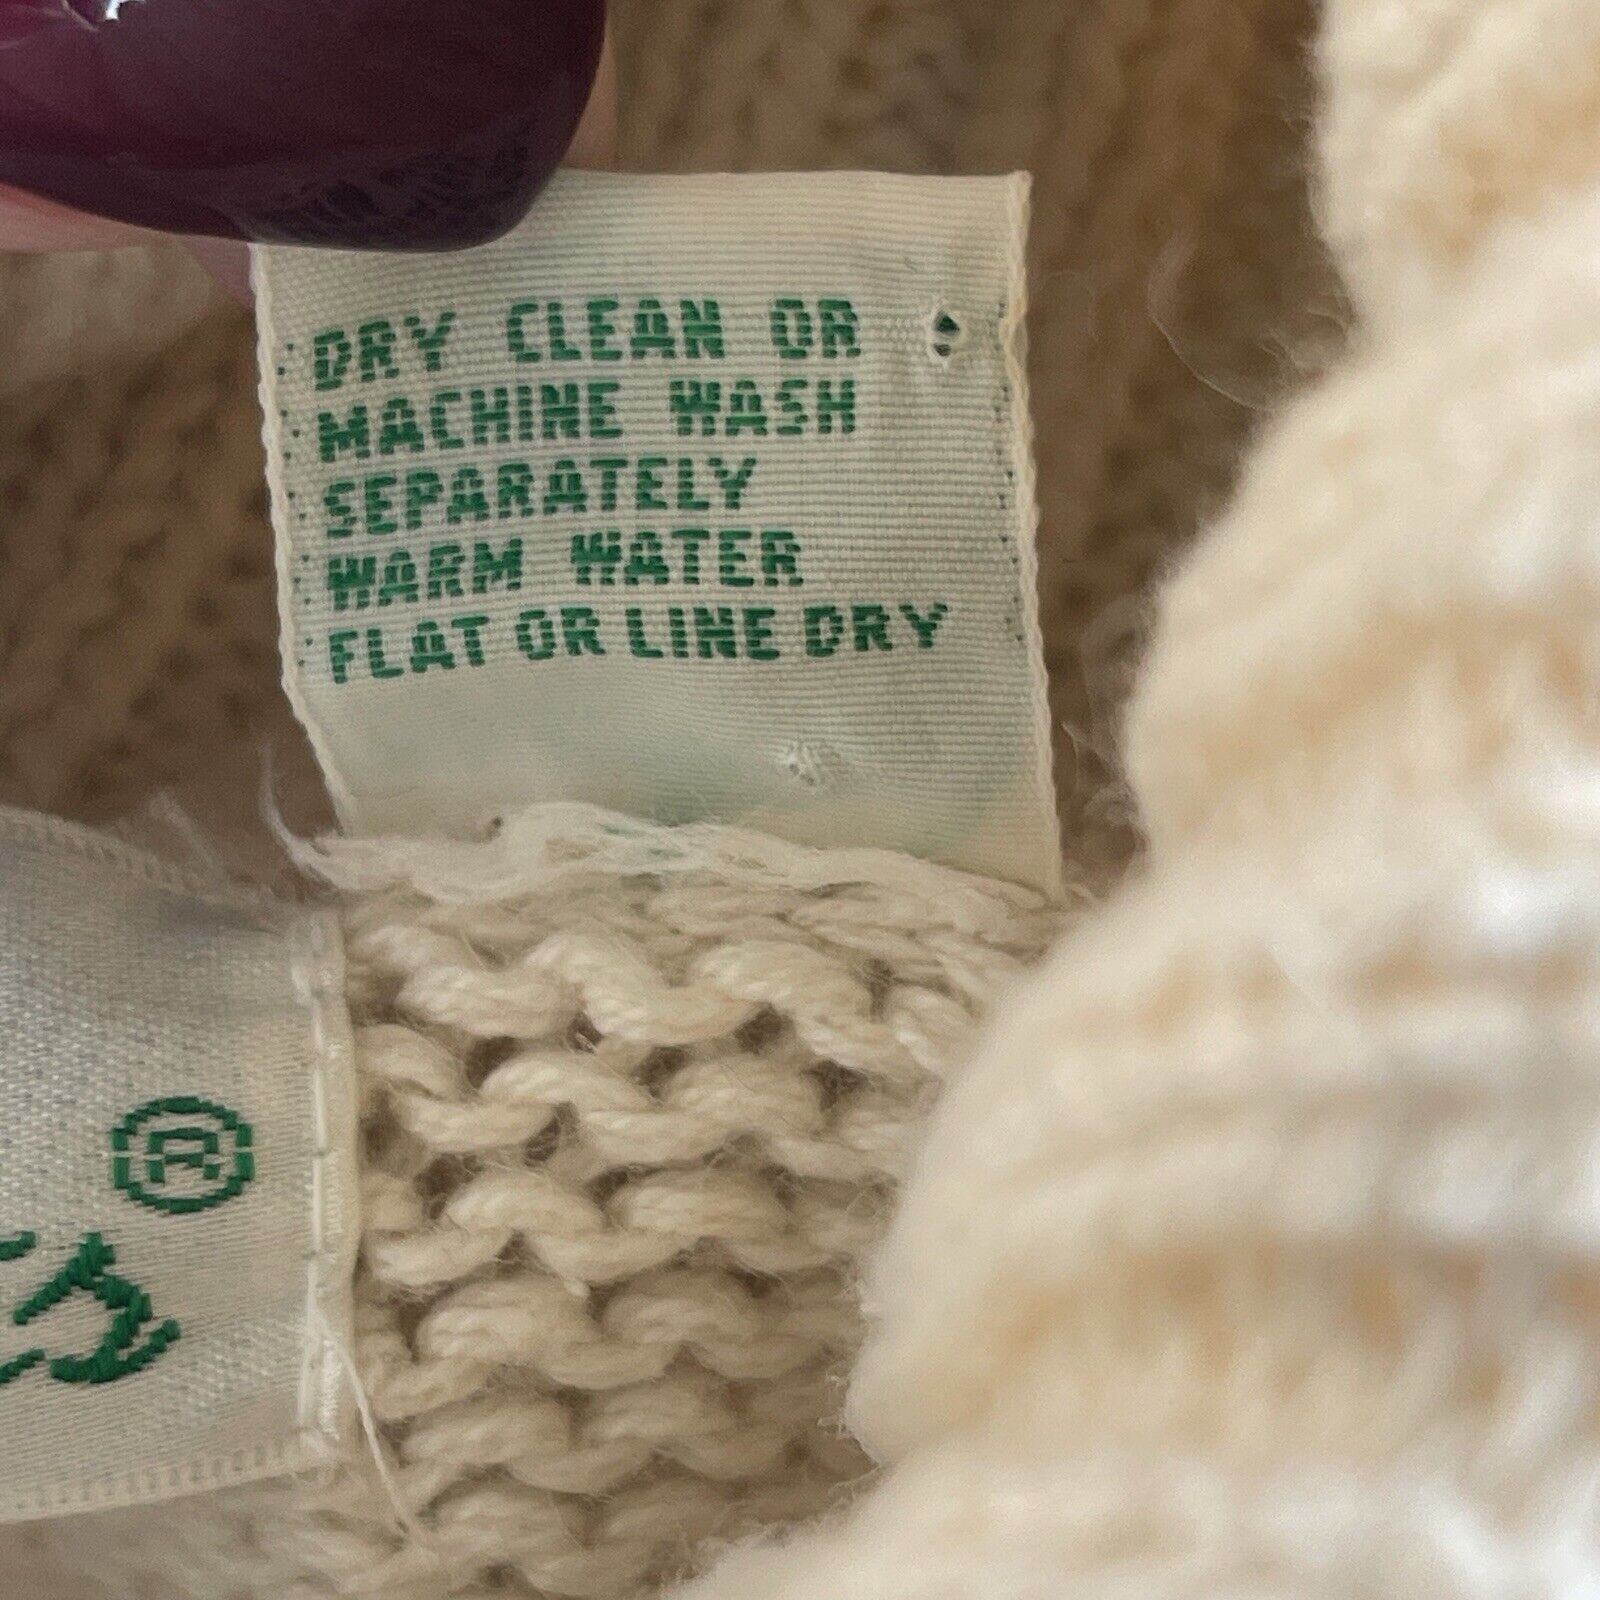 DRY CLEAN OR
MACHINE WASH
SEPARATELY
WARM WATER
FLAT OR LINE DRY
®